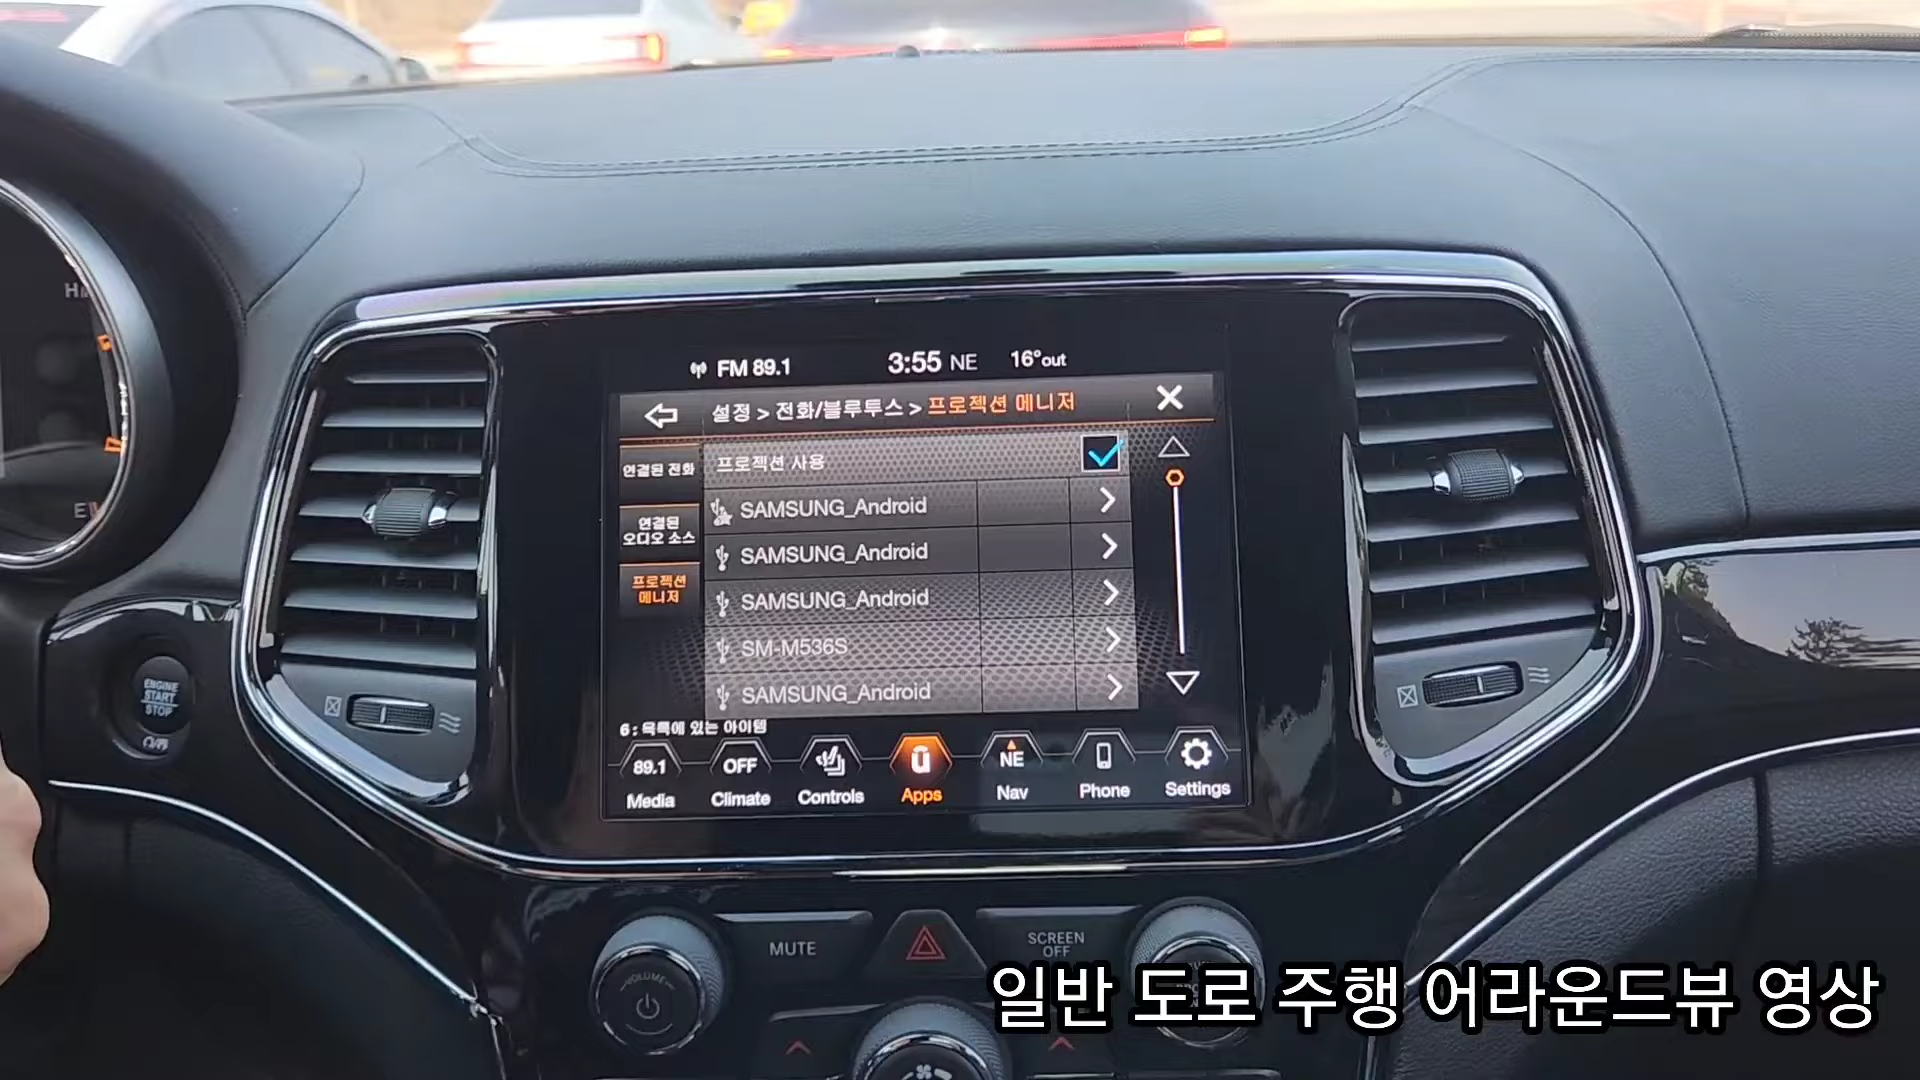 FM 89.1
3:55 NE
16°out
설정 > 전화/블루투스 > 프로젝션 메니저
연결된 전화
연결된
오디오 소스
프로젝션
메니저
프로젝션 사용
SAMSUNG_Android
SAMSUNG_Android
SAMSUNG_Android
SM-M536S
SAMSUNG_Android
6 : 목록에 있는 아이템
89.1
OFF
NE
Media
Climate
Controls
Apps
Nav
Phone
Settings
ENGINE
START
STOP
H
E
MUTE
SCREEN
OFF
VOLUME
일반 도로 주행 어라운드뷰 영상